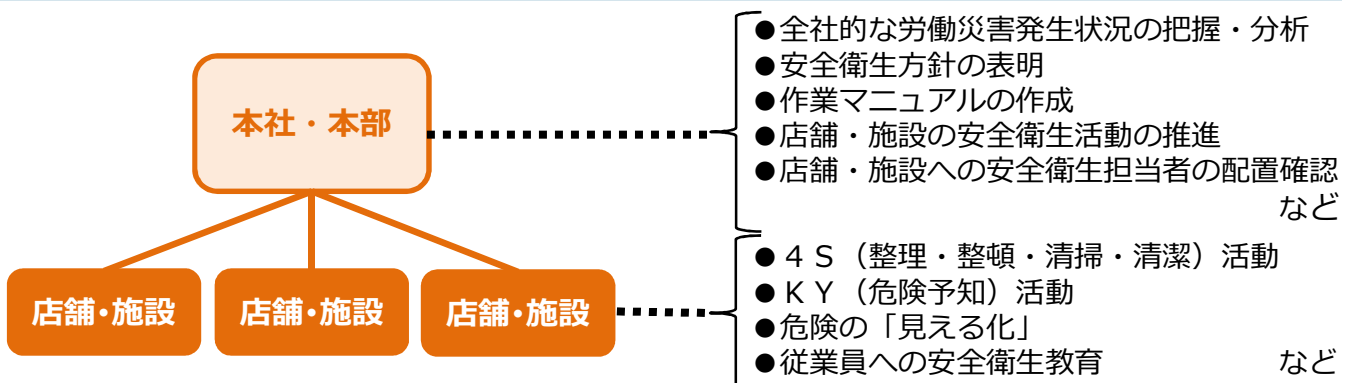 本社・本部
●全社的な労働災害発生状況の把握・分析
●安全衛生方針の表明
●作業マニュアルの作成
●店舗・施設の安全衛生活動の推進
●店舗・施設への安全衛生担当者の配置確認
など
店舗・施設
店舗・施設
店舗・施設
●４Ｓ（整理・整頓・清掃・清潔）活動
●ＫＹ（危険予知）活動
●危険の「見える化」
●従業員への安全衛生教育　　　　　など